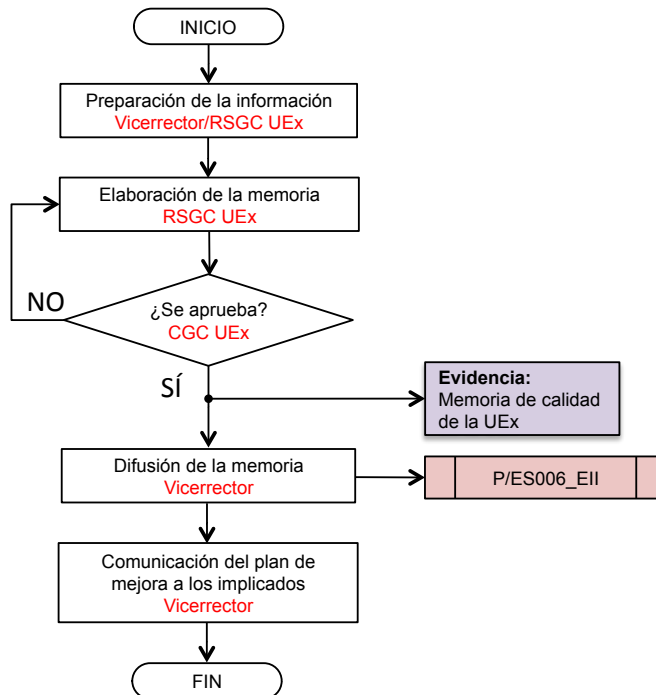 INICIO
Preparación de la información
Vicerrector/RSGC UEx
Elaboración de la memoria
RSGC UEx
NO
¿Se aprueba?
CGC UEx
SÍ
Evidencia:
Memoria de calidad
de la UEx
Difusión de la memoria
Vicerrector
P/ES006_EII
Comunicación del plan de
mejora a los implicados
Vicerrector
FIN